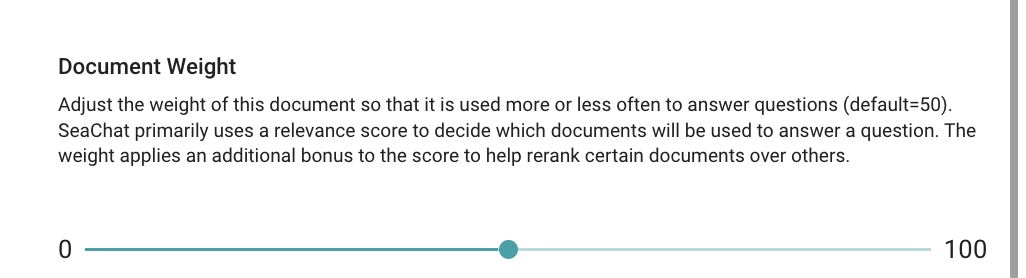 Document Weight
Adjust the weight of this document so that it is used more or less often to answer questions (default=50).
SeaChat primarily uses a relevance score to decide which documents will be used to answer a question. The
weight applies an additional bonus to the score to help rerank certain documents over others.
0 100